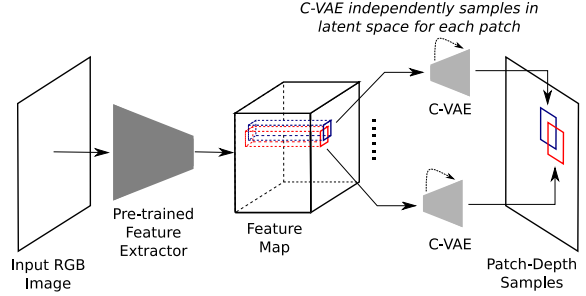 C-VAE independently samples in
latent space for each patch
C-VAE
Pre-trained
Feature
Extractor
Feature
Map
C-VAE
Input RGB
Image
Patch-Depth
Samples